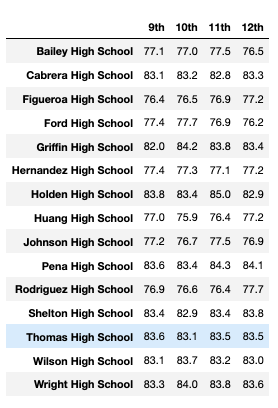 9th 10th 11th 12th
Bailey High School 77.1 77.0 77.5 76.5
Cabrera High School 83.1 83.2 82.8 83.3
Figueroa High School 76.4 76.5 76.9 77.2
Ford High School 77.4 77.7 76.9 76.2
Griffin High School 82.0 84.2 83.8 83.4
Hernandez High School 77.4 77.3 77.1 77.2
Holden High School 83.8 83.4 85.0 82.9
Huang High School 77.0 75.9 76.4 77.2
Johnson High School 77.2 76.7 77.5 76.9
Pena High School 83.6 83.4 84.3 84.1
Rodriguez High School 76.9 76.6 76.4 77.7
Shelton High School 83.4 82.9 83.4 83.8
Thomas High School 83.6 83.1 83.5 83.5
Wilson High School 83.1 83.7 83.2 83.0
Wright High School 83.3 84.0 83.8 83.6